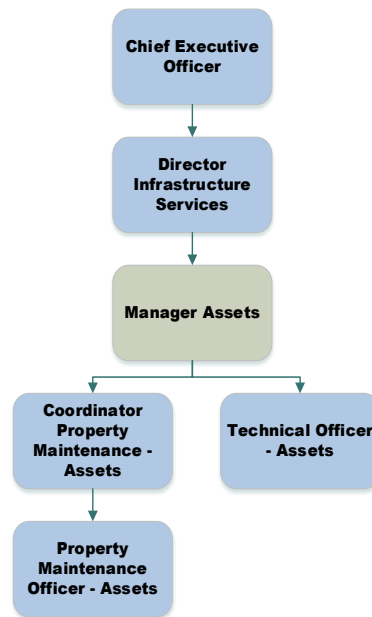 Chief Executive
Officer
Director
Infrastructure
Services
Manager Assets
Coordinator
Property
Maintenance -
Assets
Technical Officer
- Assets
Property
Maintenance
Officer - Assets